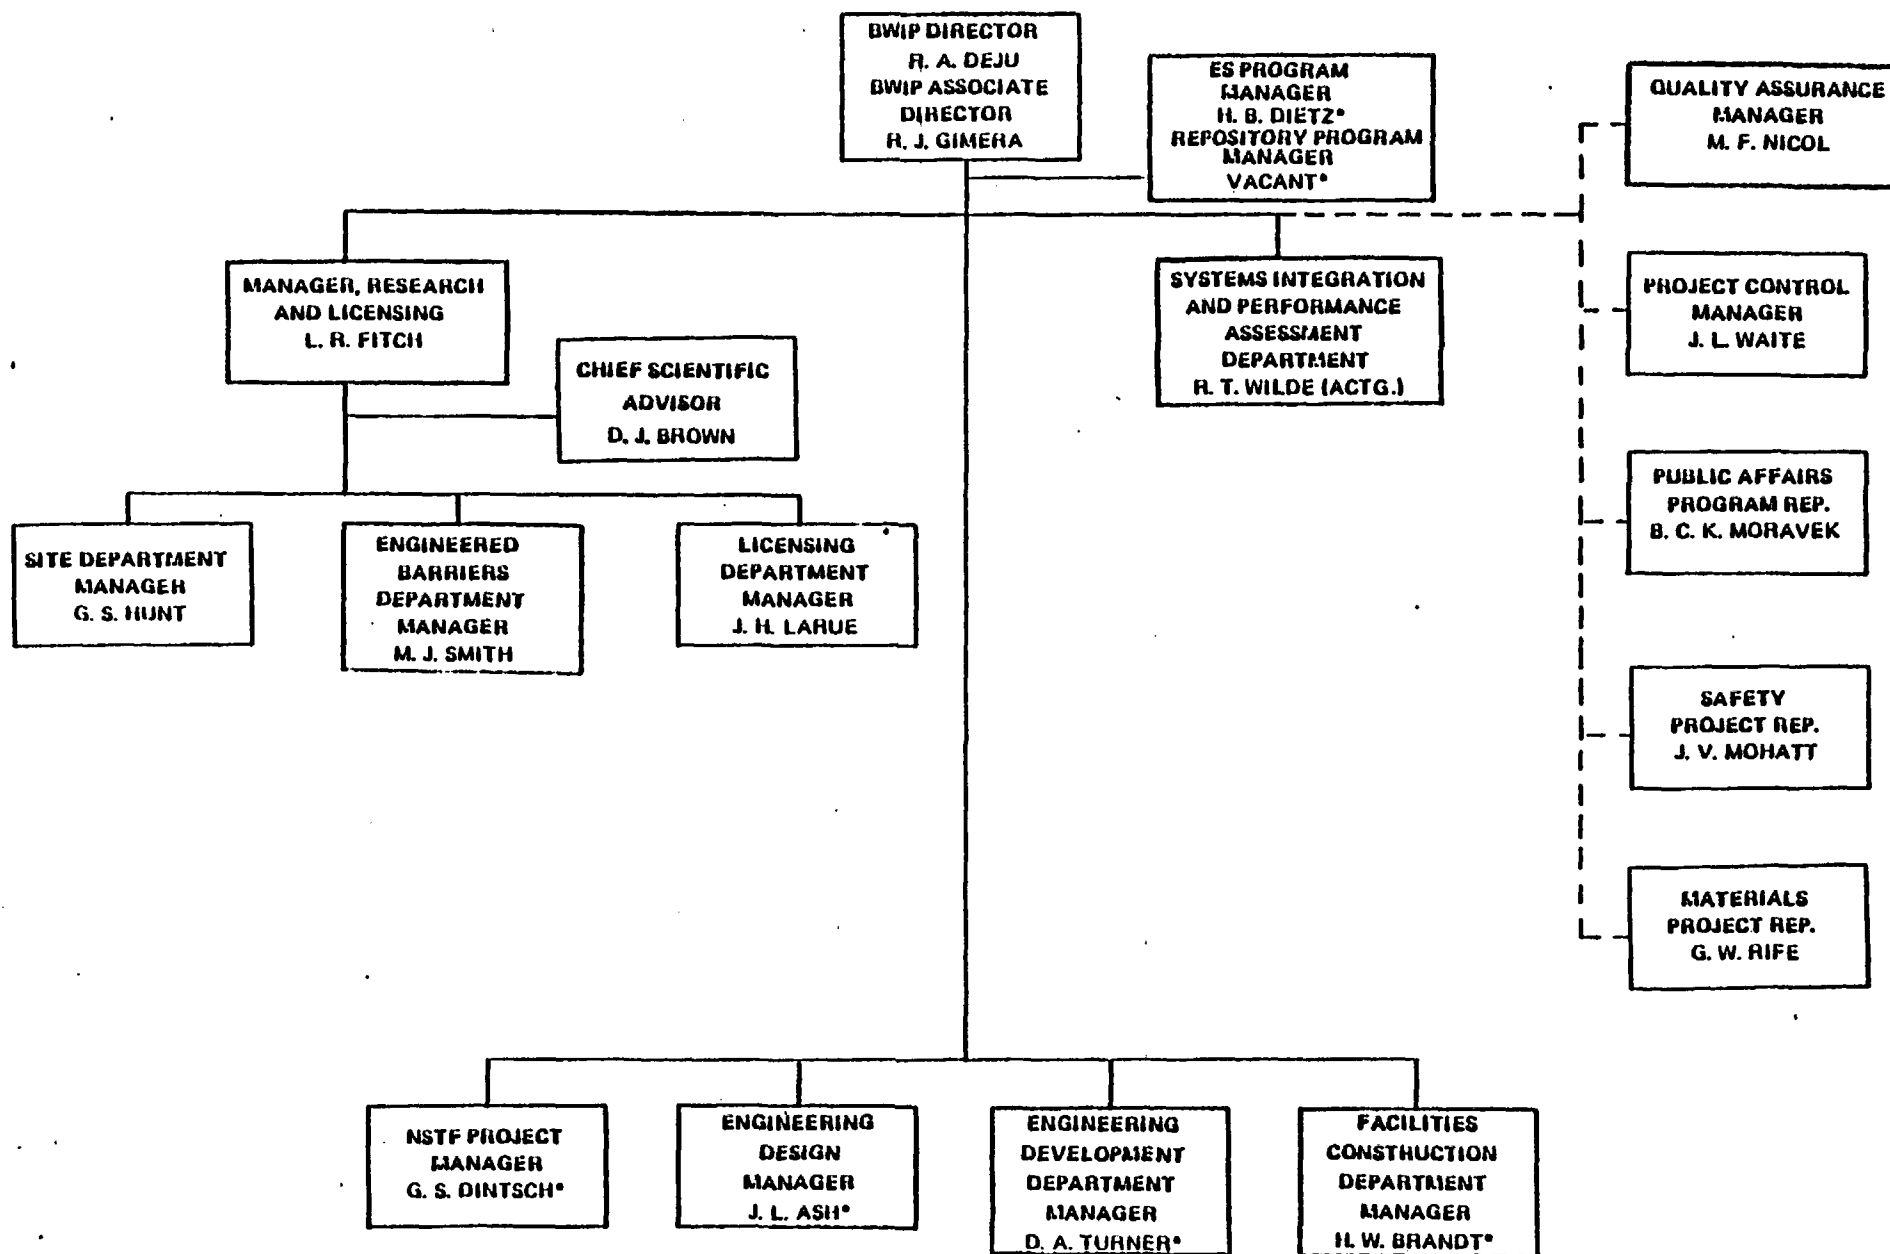 BWIP DIRECTOR
R. A. DEJU
BWIP ASSOCIATE
DIRECTOR
R. J. GIMERA
ES PROGRAM
MANAGER
H. B. DIETZ*
REPOSITORY PROGRAM
MANAGER
VACANT*
QUALITY ASSURANCE
MANAGER
M. F. NICOL
MANAGER, RESEARCH
AND LICENSING
L. R. FITCH
CHIEF SCIENTIFIC
ADVISOR
D. J. BROWN
SYSTEMS INTEGRATION
AND PERFORMANCE
ASSESSMENT
DEPARTMENT
R. T. WILDE (ACTG.)
PROJECT CONTROL
MANAGER
J. L. WAITE
PUBLIC AFFAIRS
PROGRAM REP.
B. C. K. MORAVEK
SITE DEPARTMENT
MANAGER
G. S. HUNT
ENGINEERED
BARRIERS
DEPARTMENT
MANAGER
M. J. SMITH
LICENSING
DEPARTMENT
MANAGER
J. H. LARUE
SAFETY
PROJECT REP.
J. V. MOHATT
MATERIALS
PROJECT REP.
G. W. RIFE
NSTF PROJECT
MANAGER
G. S. DINTSCH*
ENGINEERING
DESIGN
MANAGER
J. L. ASH*
ENGINEERING
DEVELOPMENT
DEPARTMENT
MANAGER
D. A. TURNER*
FACILITIES
CONSTRUCTION
DEPARTMENT
MANAGER
H. W. BRANDT*